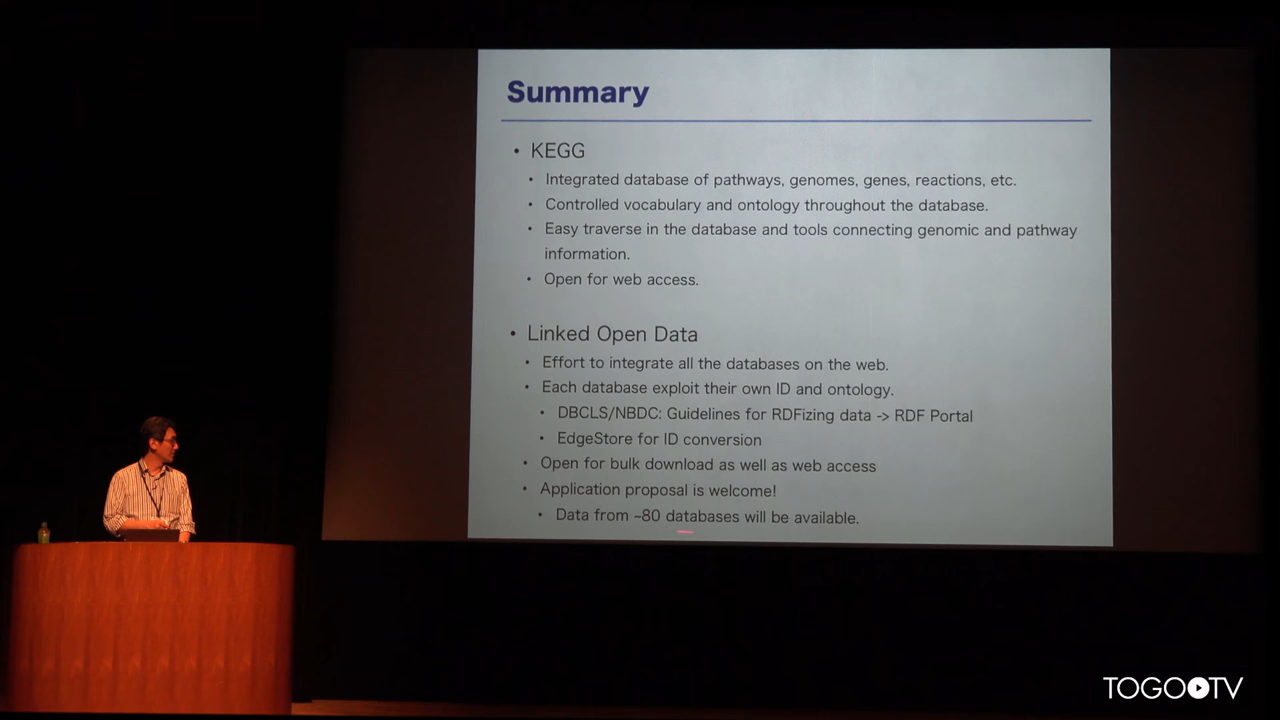 Summary
• KEGG
• Integrated database of pathways, genomes, genes, reactions, etc.
• Controlled vocabulary and ontology throughout the database.
• Easy traverse in the database and tools connecting genomic and pathway
information.
• Open for web access.
• Linked Open Data
• Effort to integrate all the databases on the web.
• Each database exploit their own ID and ontology.
• DBCLS/NBDC: Guidelines for RDFizing data -> RDF Portal
• EdgeStore for ID conversion
• Open for bulk download as well as web access
• Application proposal is welcome!
• Data from ~80 databases will be available.
TOGOTV